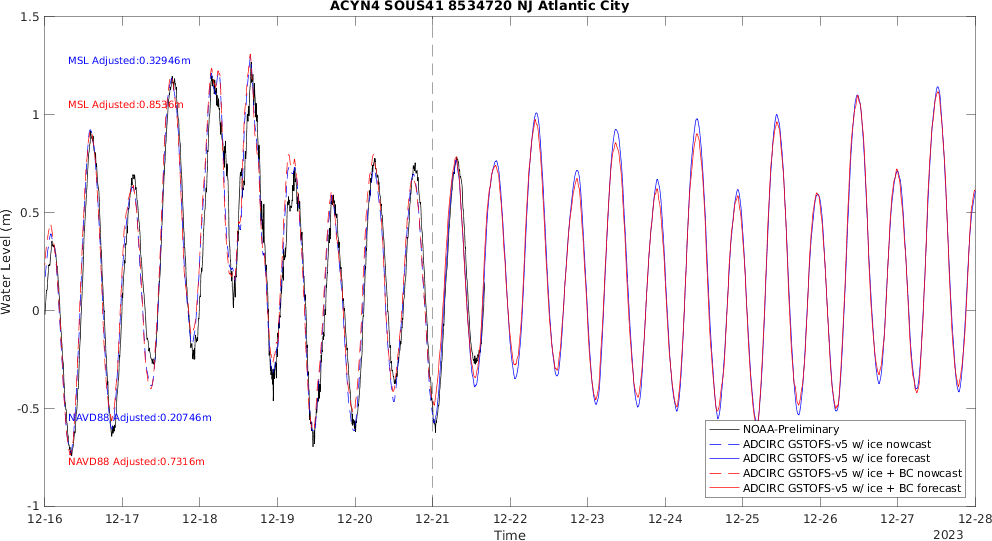 ACYN4 SOUS41 8534720 NJ Atlantic City
1.5
1
0.5
0
-0.5
-1
Water Level (m)
MSL Adjusted:0.32946m
MSL Adjusted:0.8536m
NAVD88 Adjusted:0.20746m
NAVD88 Adjusted:0.7316m
NOAA-Preliminary
ADCIRC GSTOFS-v5 w/ ice nowcast
ADCIRC GSTOFS-v5 w/ ice forecast
ADCIRC GSTOFS-v5 w/ ice + BC nowcast
ADCIRC GSTOFS-v5 w/ ice + BC forecast
12-16 12-17 12-18 12-19 12-20 12-21 12-22 12-23 12-24 12-25 12-26 12-27 12-28
Time
2023